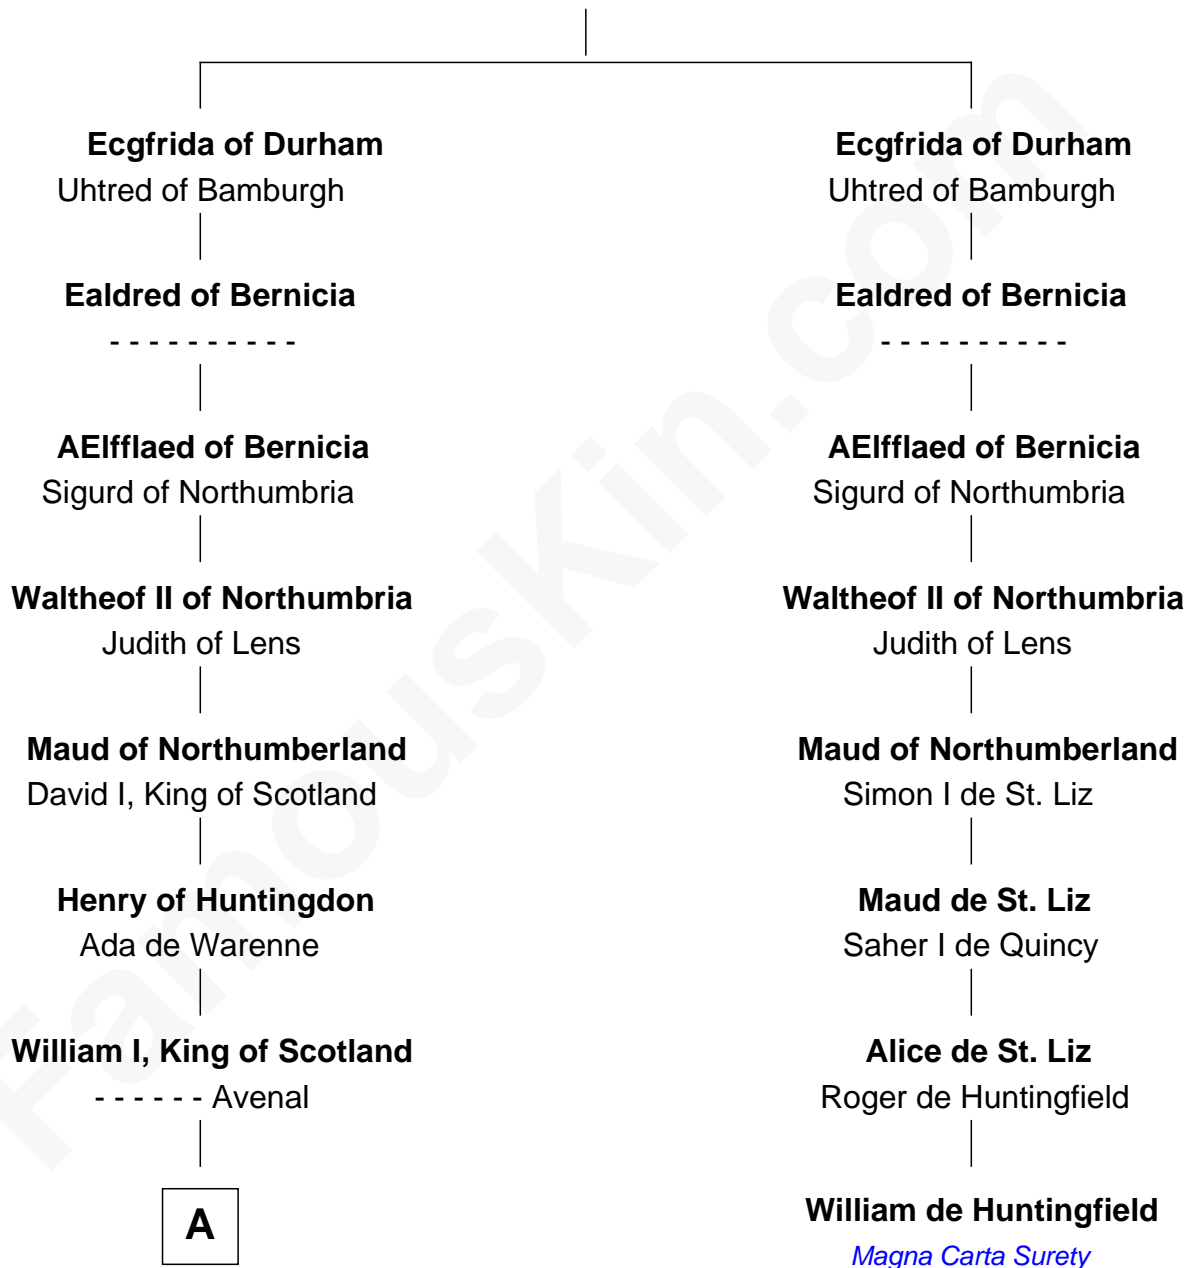 Ecgfrida of Durham
Uhtred of Bamburgh
Ealdred of Bernicia
- - - - - - - - - -
AElfflaed of Bernicia
Sigurd of Northumbria
Waltheof II of Northumbria
Judith of Lens
Maud of Northumberland
David I, King of Scotland
Henry of Huntingdon
Ada de Warenne
William I, King of Scotland
- - - - - - Avenal
A
Ecgfrida of Durham
Uhtred of Bamburgh
Ealdred of Bernicia
- - - - - - - - - -
AElfflaed of Bernicia
Sigurd of Northumbria
Waltheof II of Northumbria
Judith of Lens
Maud of Northumberland
Simon I de St. Liz
Maud de St. Liz
Saher I de Quincy
Alice de St. Liz
Roger de Huntingfield
William de Huntingfield
Magna Carta Surety
FamousKin.com